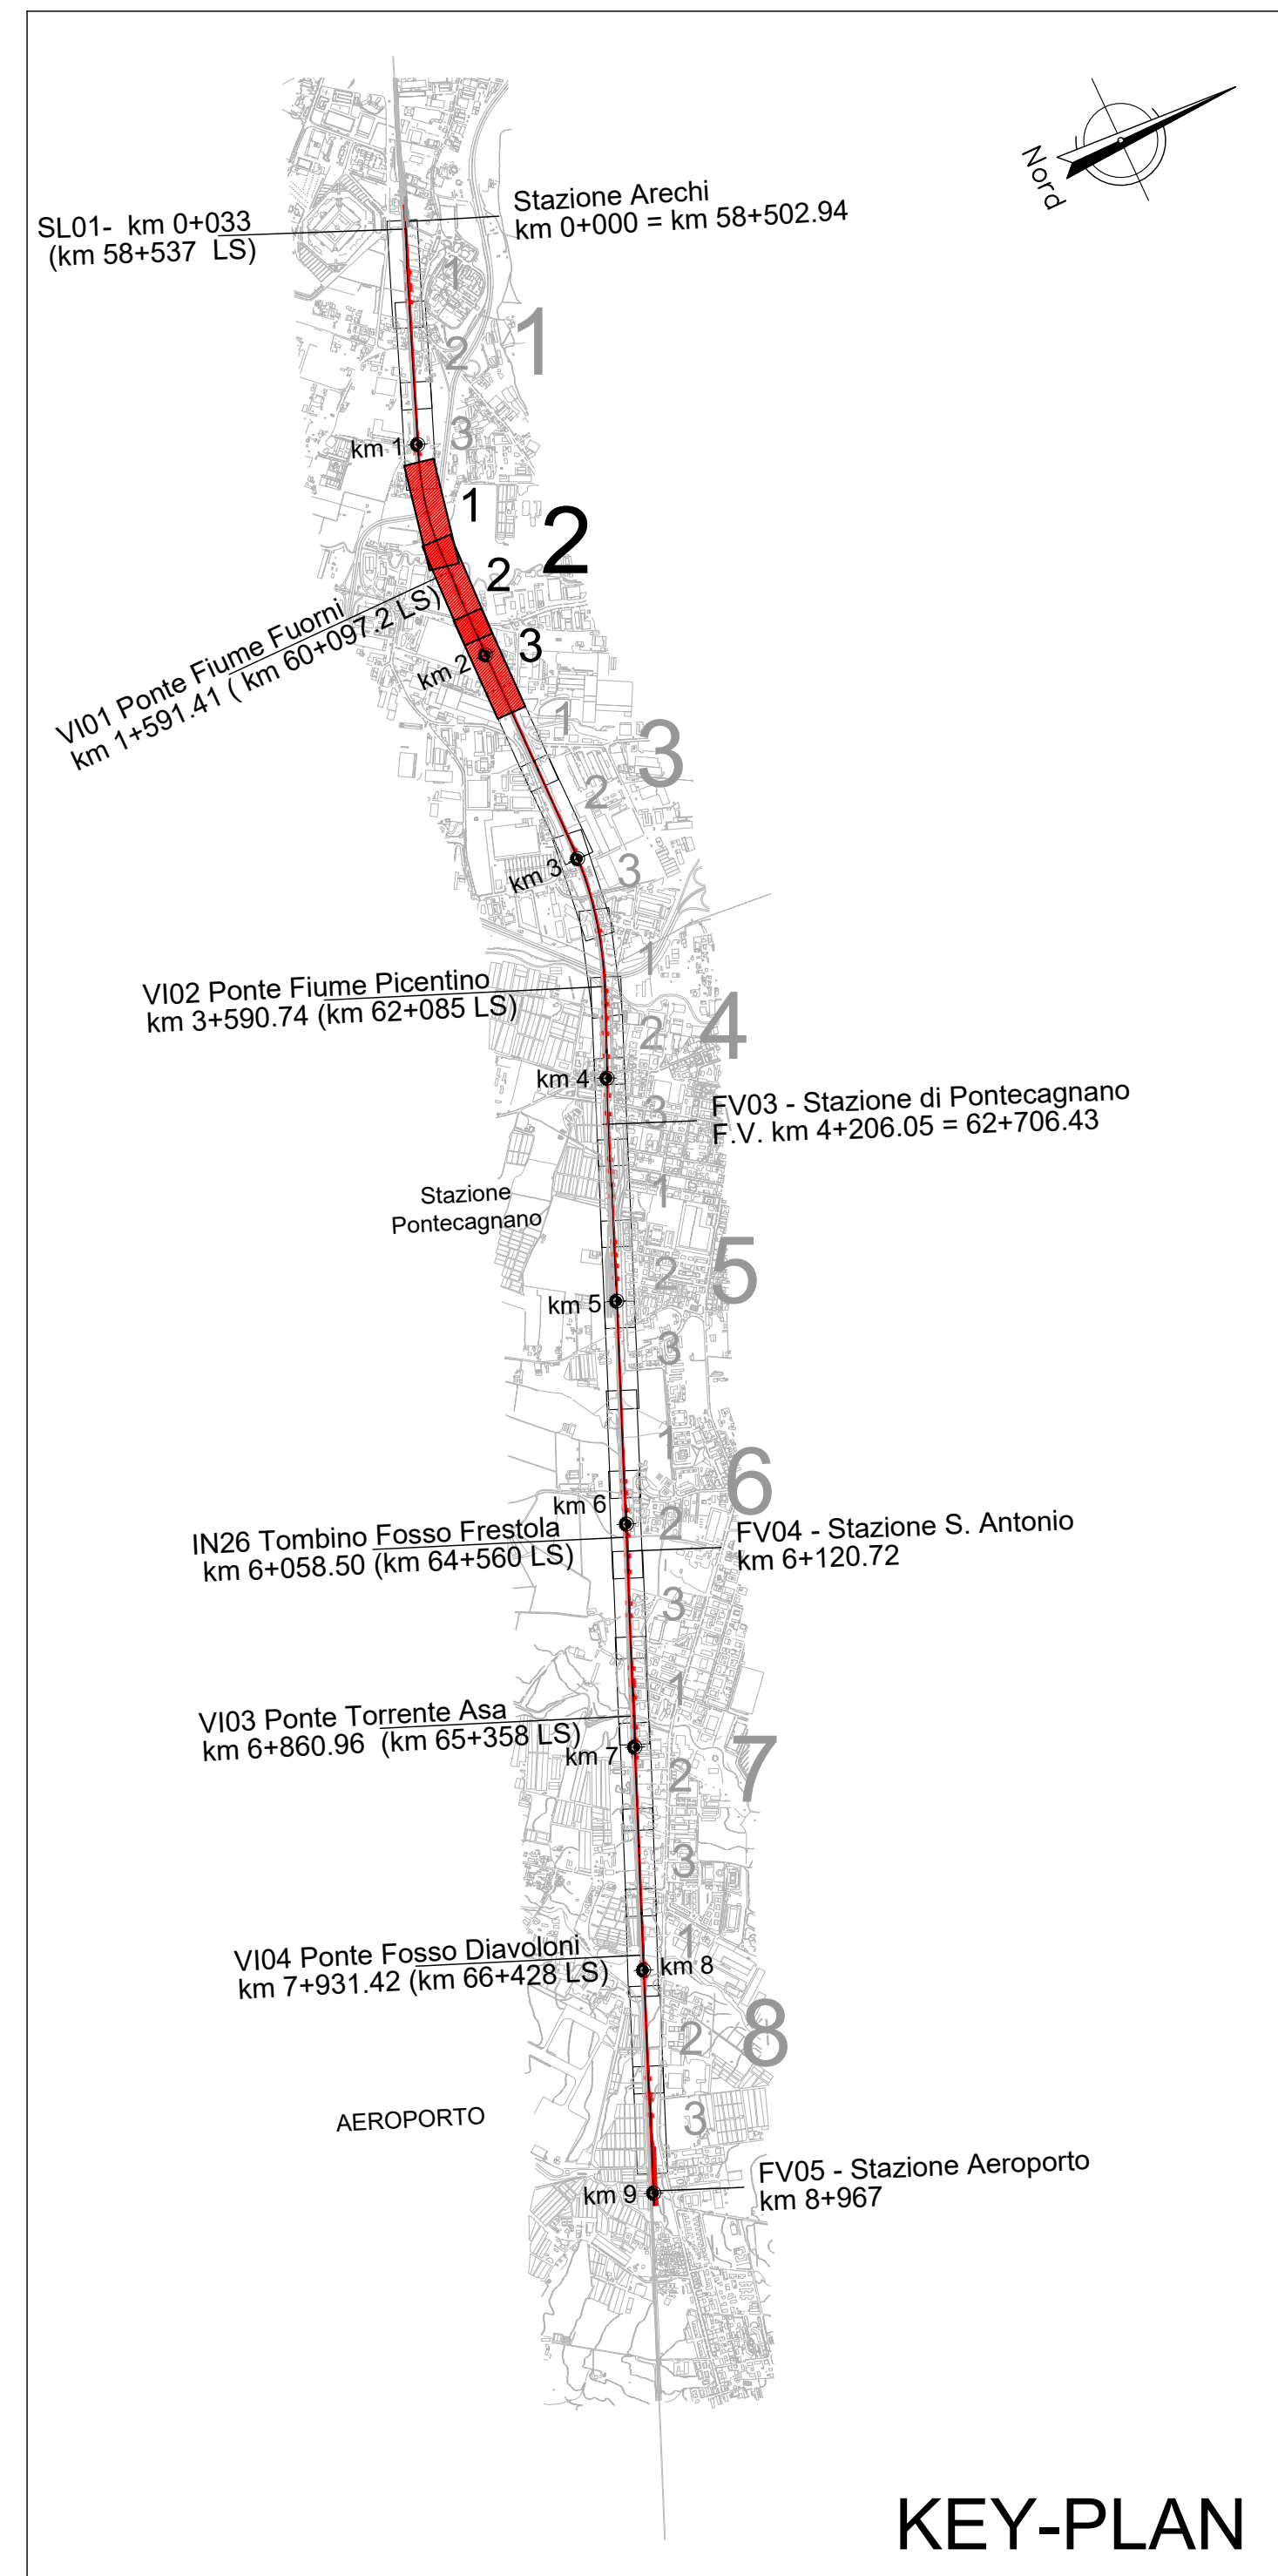 Nord
Stazione Arechi
km 0+000 = km 58+502.94
SL01- km 0+033
(km 58+537 LS)
1
2
1
3
km 1
1
2
2
3
VI01 Ponte Fiume Fuorni
km 1+591.41 ( km 60+097.2 LS)
km 2
1
3
2
km 3
3
1
VI02 Ponte Fiume Picentino
km 3+590.74 (km 62+085 LS)
4
2
km 4
3
FV03 - Stazione di Pontecagnano
F.V. km 4+206.05 = 62+706.43
Stazione
Pontecagnano
1
5
2
km 5
3
1
6
km 6
2
IN26 Tombino Fosso Frestola
km 6+058.50 (km 64+560 LS)
FV04 - Stazione S. Antonio
km 6+120.72
3
1
VI03 Ponte Torrente Asa
km 6+860.96 (km 65+358 LS)
km 7
7
2
3
1
VI04 Ponte Fosso Diavoloni
km 7+931.42 (km 66+428 LS)
km 8
8
2
AEROPORTO
3
FV05 - Stazione Aeroporto
km 8+967
km 9
KEY-PLAN